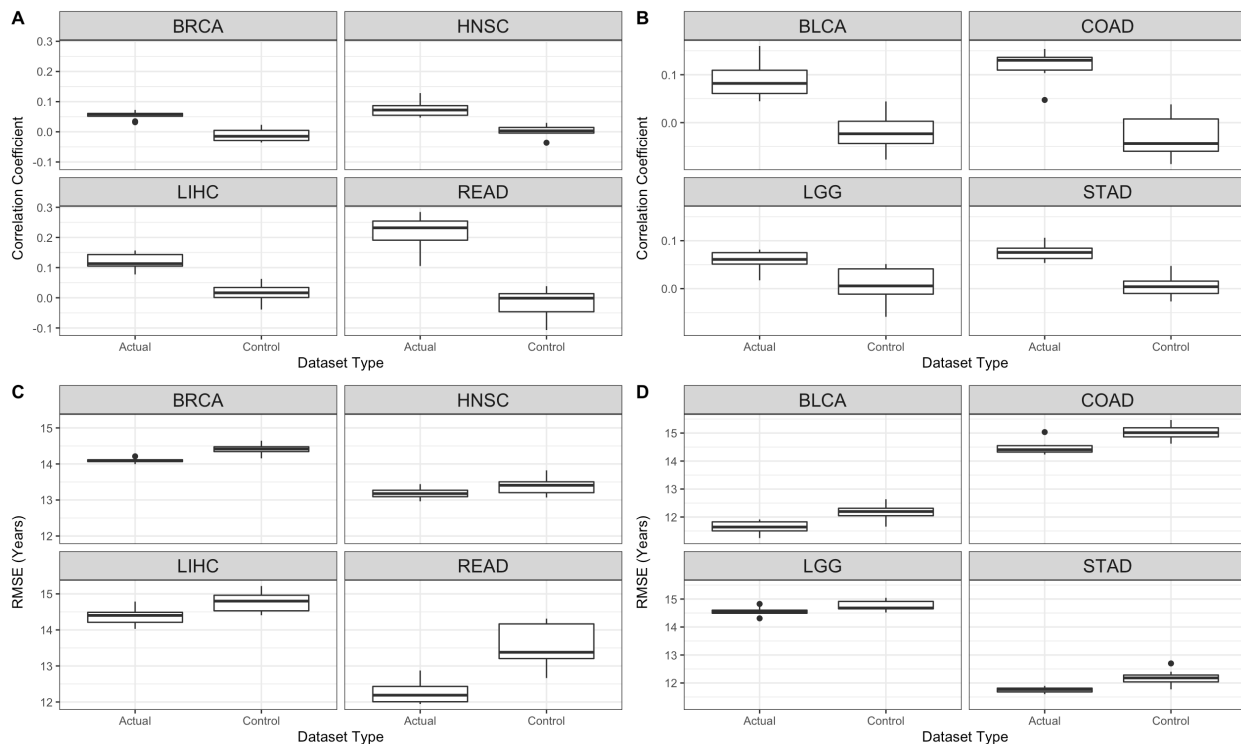 A
BRCA
HNSC
Correlation Coefficient
0.3
0.2
0.1
0.0
-0.1
LIHC
READ
0.3
0.2
0.1
0.0
-0.1
Actual
Control
Actual
Control
Dataset Type
B
BLCA
COAD
Correlation Coefficient
0.1
0.0
LGG
STAD
0.1
0.0
Actual
Control
Actual
Control
Dataset Type
C
BRCA
HNSC
RMSE (Years)
15
14
13
12
LIHC
READ
15
14
13
12
Actual
Control
Actual
Control
Dataset Type
D
BLCA
COAD
RMSE (Years)
15
14
13
12
LGG
STAD
15
14
13
12
Actual
Control
Actual
Control
Dataset Type